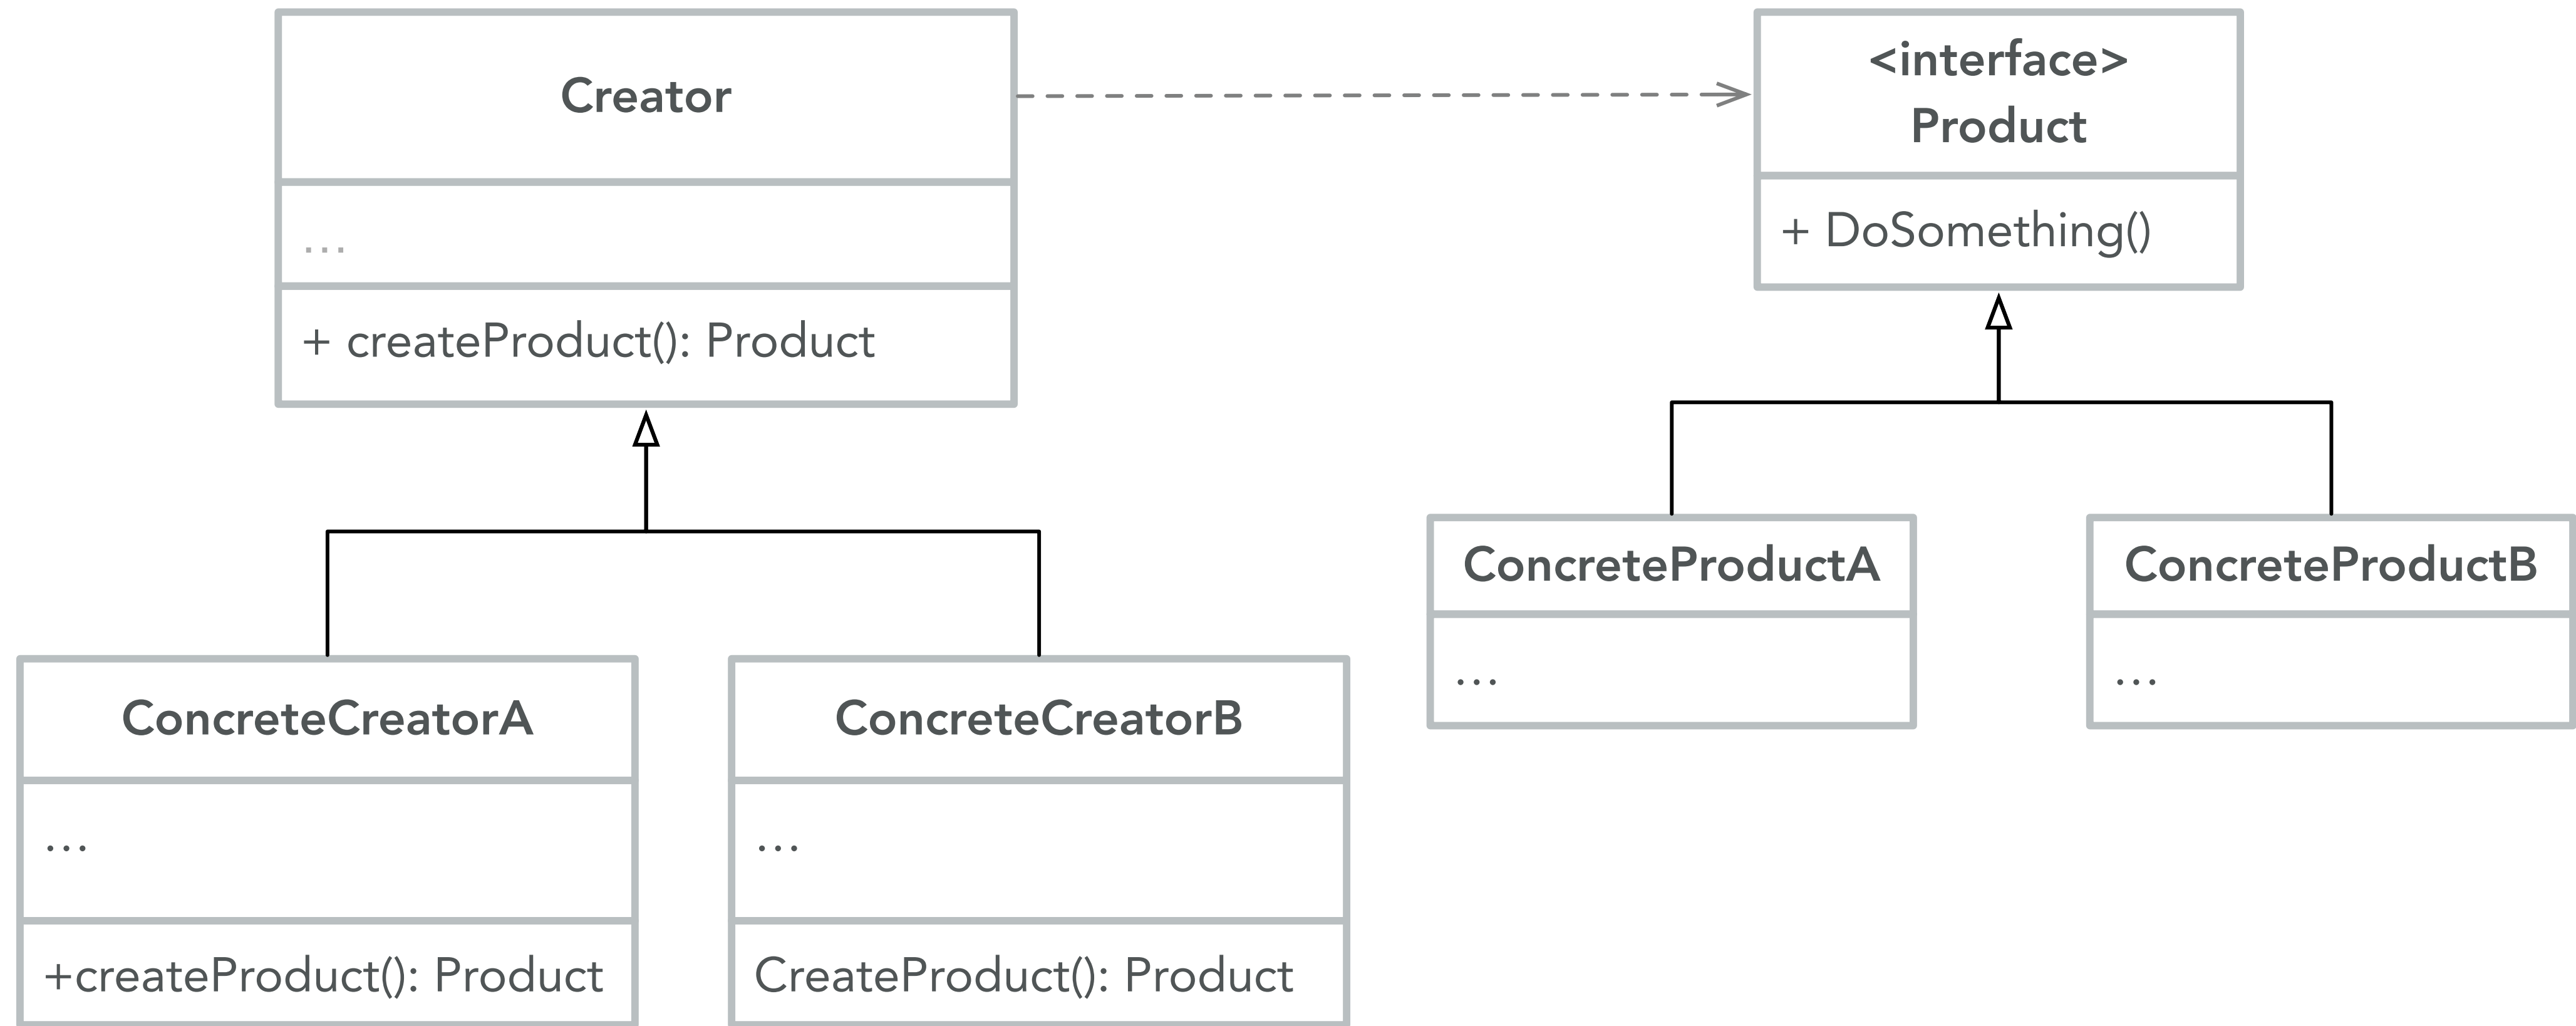 Creator
...
+ createProduct(): Product
<interface>
Product
+ DoSomething()
ConcreteProductA
...
ConcreteProductB
...
ConcreteCreatorA
...
+createProduct(): Product
ConcreteCreatorB
...
CreateProduct(): Product